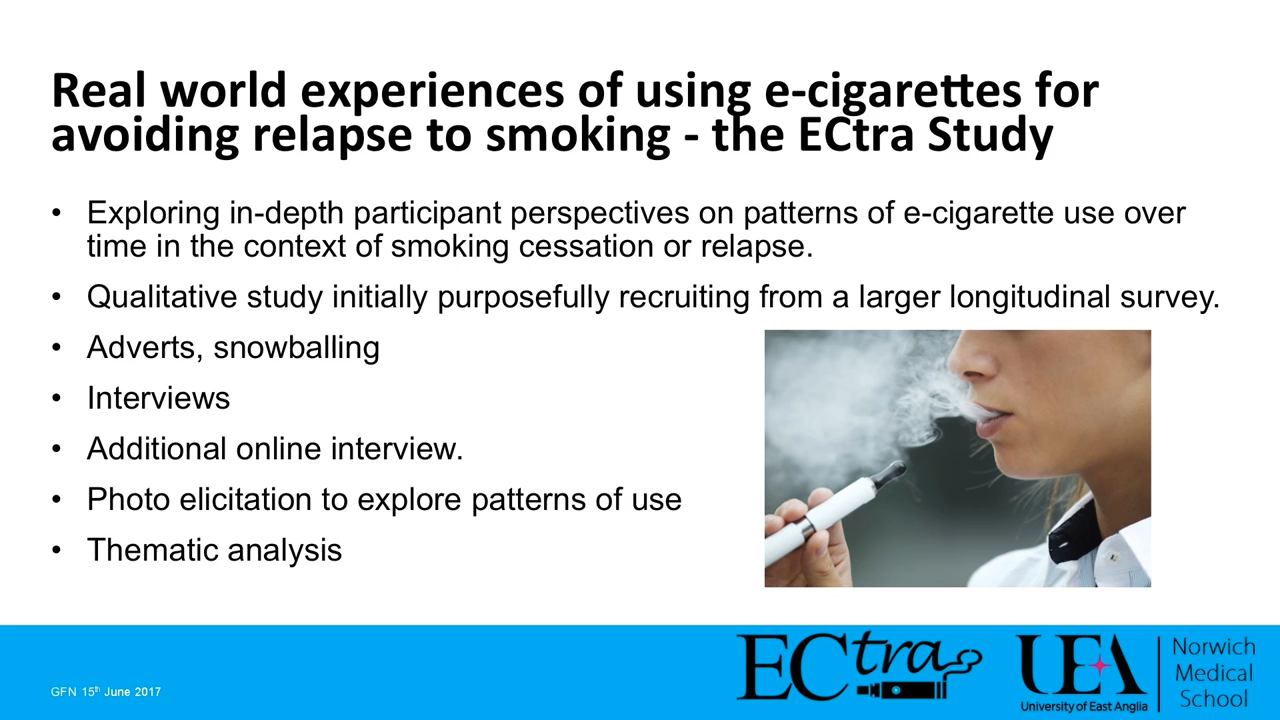 Real world experiences of using e-cigarettes for
avoiding relapse to smoking - the ECtra Study
• Exploring in-depth participant perspectives on patterns of e-cigarette use over
time in the context of smoking cessation or relapse.
• Qualitative study initially purposefully recruiting from a larger longitudinal survey.
• Adverts, snowballing
• Interviews
• Additional online interview.
• Photo elicitation to explore patterns of use
• Thematic analysis
GFN 15th June 2017
ECtra
UEA
University of East Anglia
Norwich
Medical
School